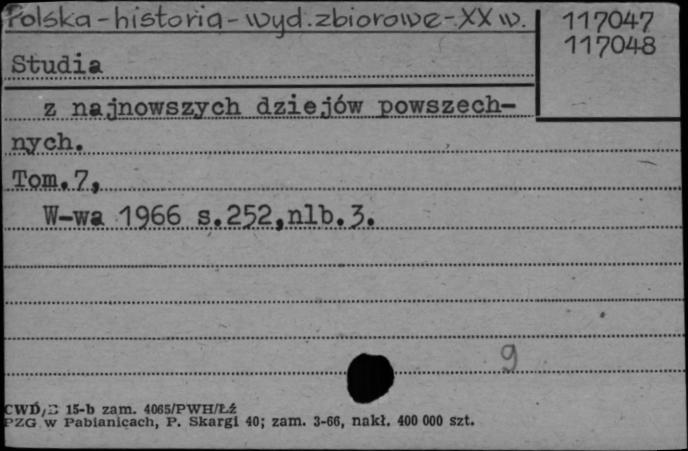 Polska-historia-wyd.zbiorowe-XX w.
117047
117048
Studia
z najnowszych dziejów powszech-
nych.
Tom.7,
W-wa 1966 s.252,nlb.3.
9
CWD 15-b zam. 4065/PWH/Łź
PZG w Pabianicach, P. Skargi 40; zam. 3-66, nakł. 400 000 szt.